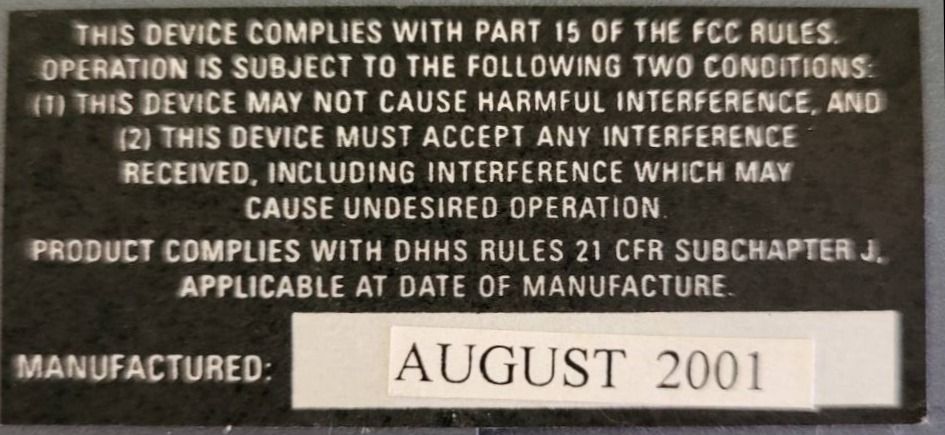 THIS DEVICE COMPLIES WITH PART 15 OF THE FCC RULES.
OPERATION IS SUBJECT TO THE FOLLOWING TWO CONDITIONS:
(1) THIS DEVICE MAY NOT CAUSE HARMFUL INTERFERENCE, AND
(2) THIS DEVICE MUST ACCEPT ANY INTERFERENCE
RECEIVED, INCLUDING INTERFERENCE WHICH MAY
CAUSE UNDESIRED OPERATION.
PRODUCT COMPLIES WITH DHHS RULES 21 CFR SUBCHAPTER J,
APPLICABLE AT DATE OF MANUFACTURE.
MANUFACTURED: AUGUST 2001